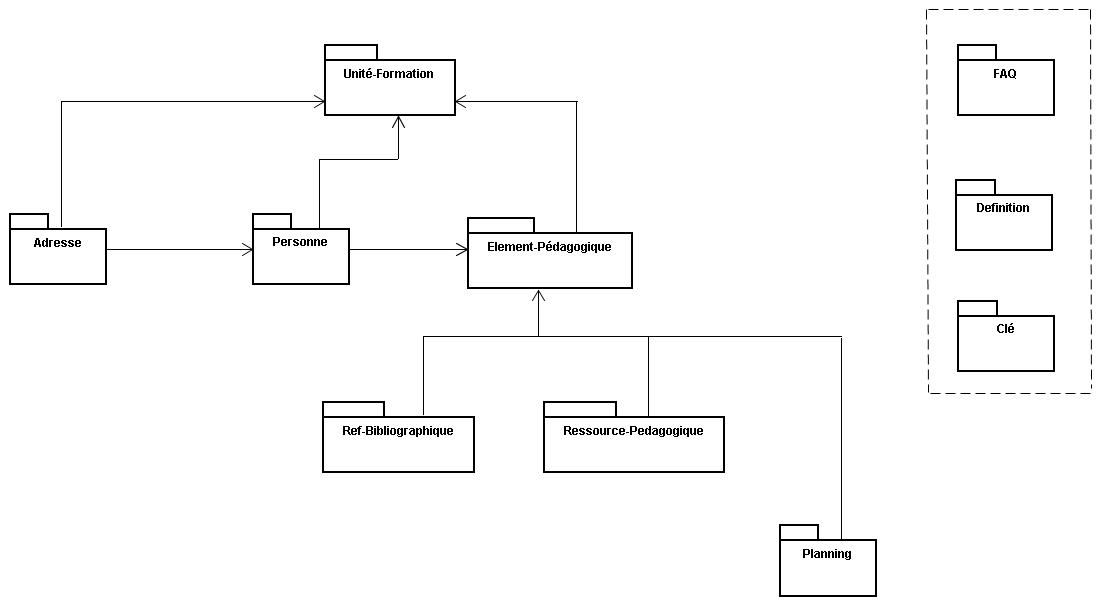 Unité-Formation
FAQ
Definition
Clé
Adresse
Personne
Element-Pédagogique
Ref-Bibliographique
Ressource-Pedagogique
Planning